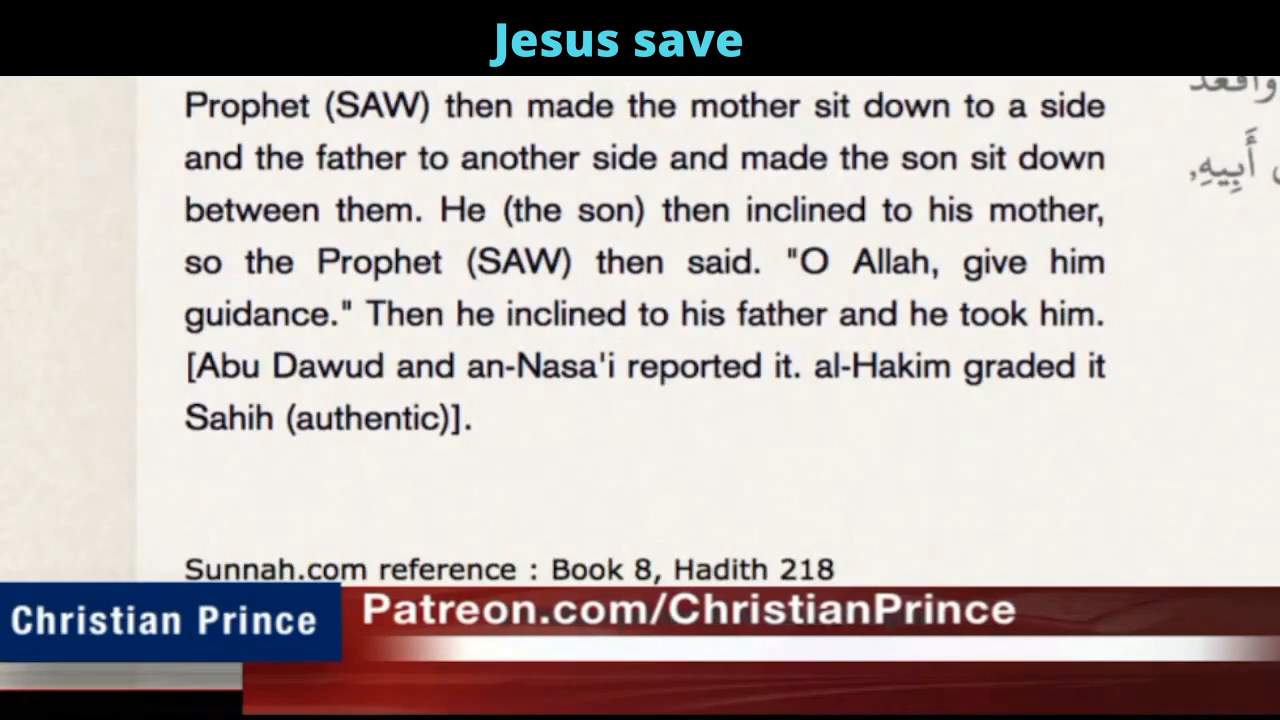 Jesus save
Prophet (SAW) then made the mother sit down to a side
and the father to another side and made the son sit down
between them. He (the son) then inclined to his mother,
so the Prophet (SAW) then said. "O Allah, give him
guidance." Then he inclined to his father and he took him.
[Abu Dawud and an-Nasa'i reported it. al-Hakim graded it
Sahih (authentic)].
أَبِيهِ,
Sunnah.com reference : Book 8, Hadith 218
Christian Prince
Patreon.com/ChristianPrince